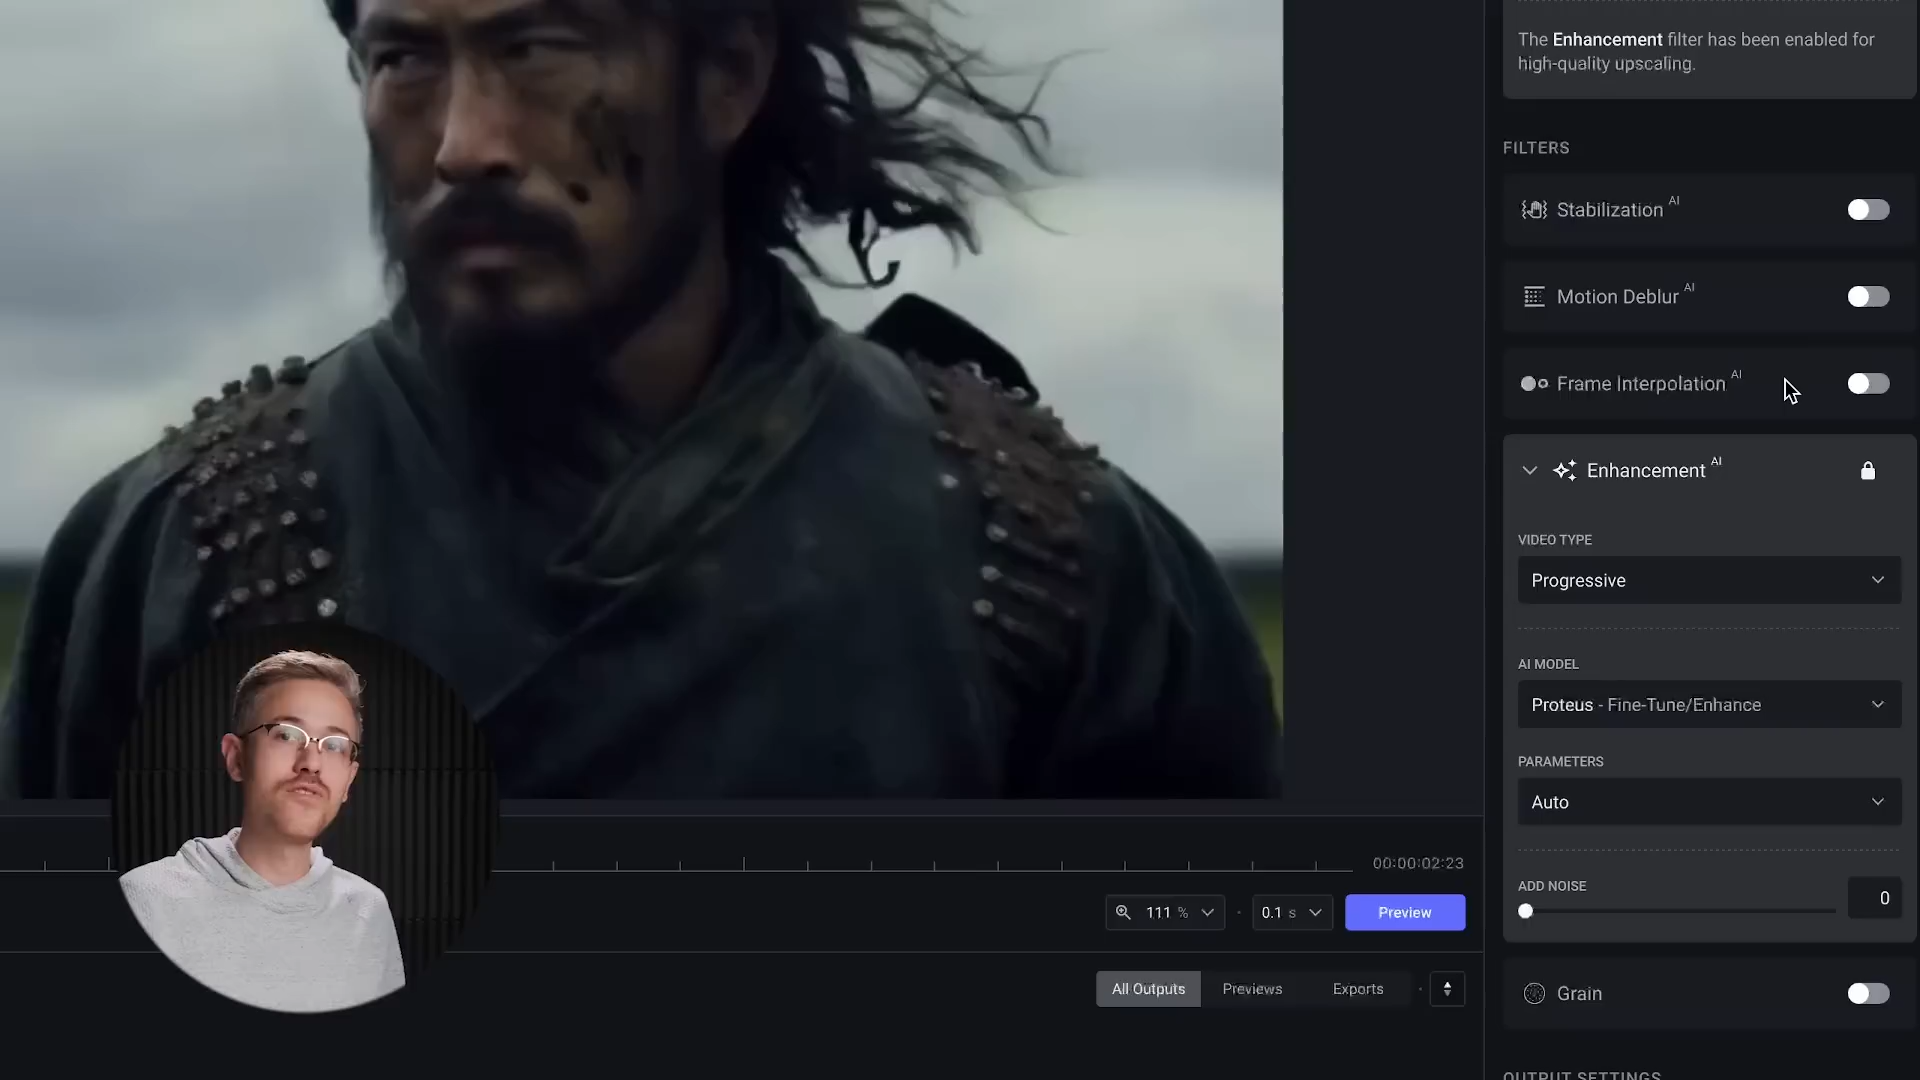 The Enhancement filter has been enabled for
high-quality upscaling.
FILTERS
Stabilization AI
Motion Deblur AI
Frame Interpolation AI
Enhancement AI
VIDEO TYPE
Progressive
AI MODEL
Proteus - Fine-Tune/Enhance
PARAMETERS
Auto
ADD NOISE
0
Grain
OUTPUT SETTINGS
00:00:02:23
111 %
0.1 s
Preview
All Outputs
Previews
Exports